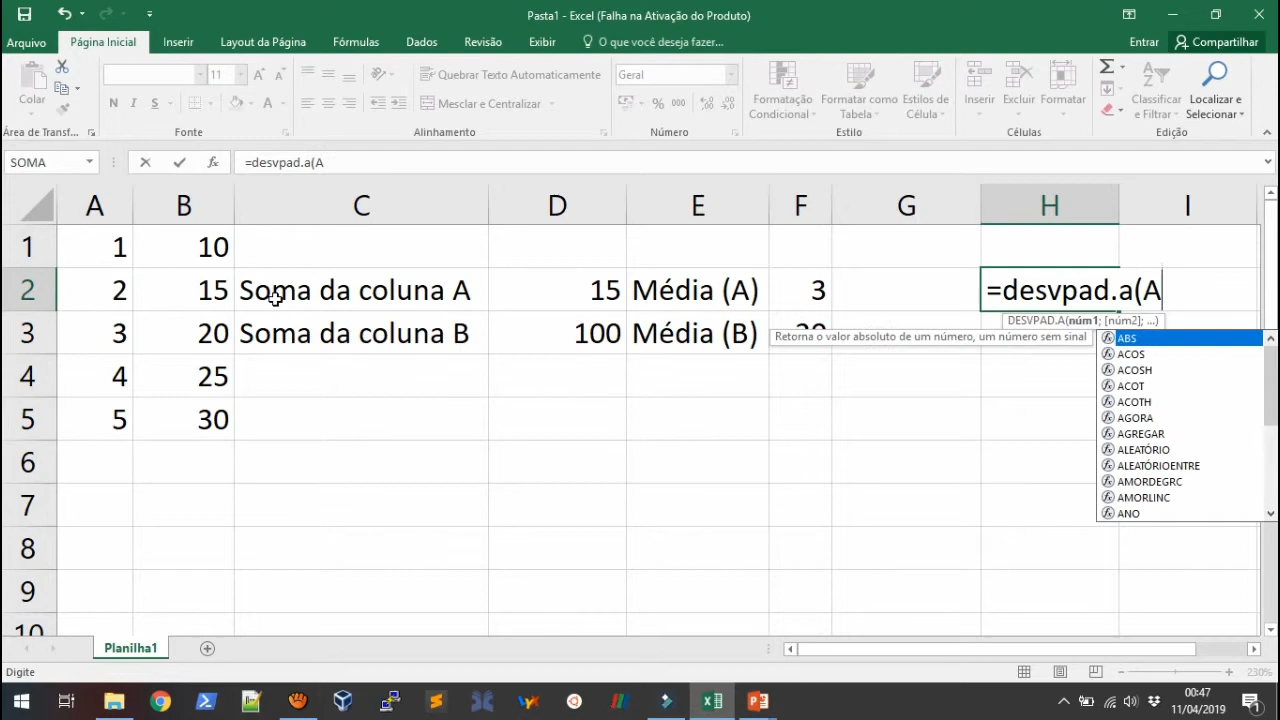 Pasta1 - Excel (Falha na Ativação do Produto)
Arquivo Página Inicial Inserir Layout da Página Fórmulas Dados Revisão Exibir O que você deseja fazer... Entrar Compartilhar
Colar
11
N I S A
Quebrar Texto Automaticamente
Mesclar e Centralizar
Geral
% 000
Formatação Condicional
Formatar como Tabela
Estilos de Célula
Inserir
Excluir
Formatar
Classificar e Filtrar
Localizar e Selecionar
Área de Transf... Fonte Alinhamento Número Estilo Células Edição
SOMA =desvpad.a(A
A B C D E F G H I
1 1 10
2 2 15 Soma da coluna A 15 Média (A) 3 =desvpad.a(A
DESVPAD.A(núm1; [núm2]; ...)
3 3 20 Soma da coluna B 100 Média (B)
Retorna o valor absoluto de um número, um número sem sinal
ABS
ACOS
ACOSH
ACOT
ACOTH
AGORA
AGREGAR
ALEATÓRIO
ALEATÓRIOENTRE
AMORDEGRC
AMORLINC
ANO
4 4 25
5 5 30
6
7
8
9
10
Planilha1
Digite 230%
00:47
11/04/2019